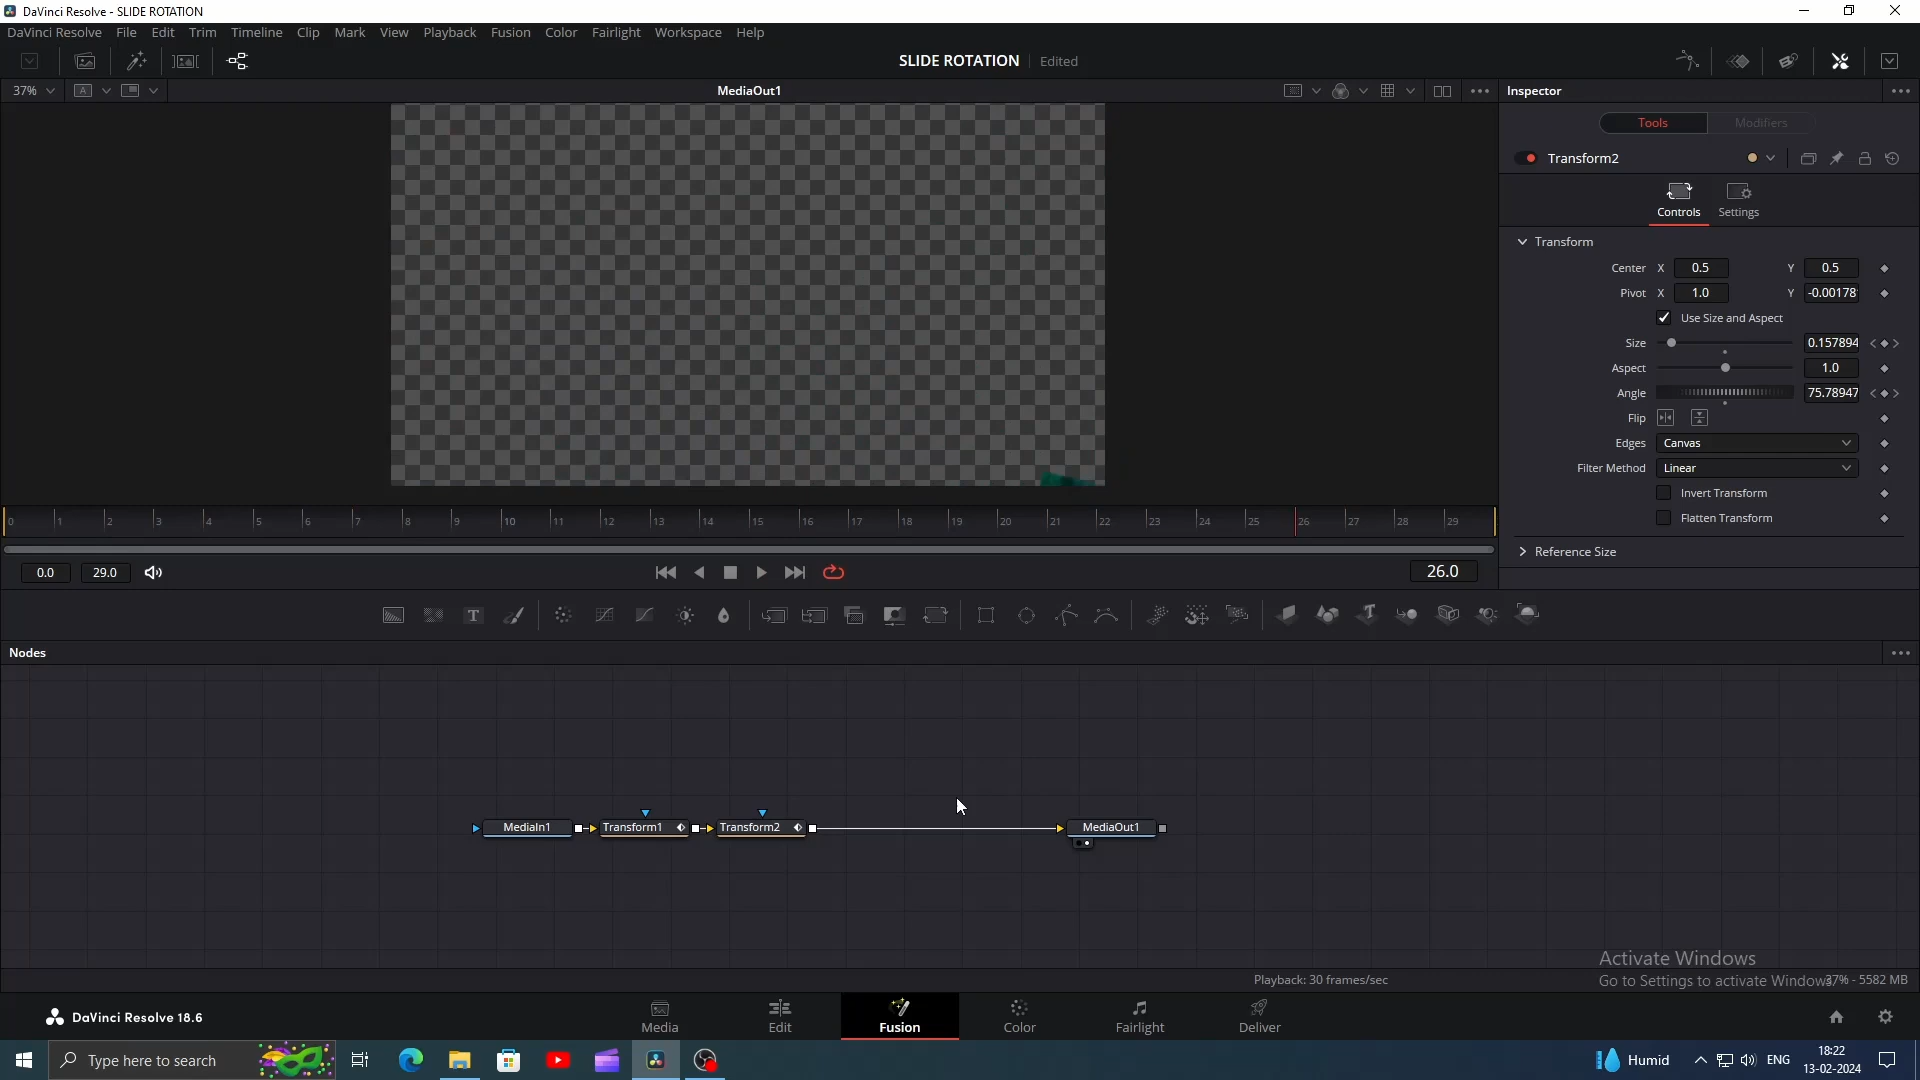 DaVinci Resolve - SLIDE ROTATION
DaVinci Resolve File Edit Trim Timeline Clip Mark View Playback Fusion Color Fairlight Workspace Help
SLIDE ROTATION Edited
37% A MediaOut1 Inspector
Tools Modifiers
Transform2
Controls Settings
Transform
Center X 0.5 Y 0.5
Pivot X 1.0 Y -0.00178
Use Size and Aspect
Size 0.157894
Aspect 1.0
Angle 75.78947
Flip
Edges Canvas
Filter Method Linear
Invert Transform
Flatten Transform
Reference Size
0 1 2 3 4 5 6 7 8 9 10 11 12 13 14 15 16 17 18 19 20 21 22 23 24 25 26 27 28 29
0.0 29.0 26.0
T T
Nodes
MediaIn1 Transform1 Transform2 MediaOut1
Activate Windows
Go to Settings to activate Windows.
Playback: 30 frames/sec 37% - 5582 MB
DaVinci Resolve 18.6
Media Edit Fusion Color Fairlight Deliver
Type here to search
Humid ENG 18:22
13-02-2024